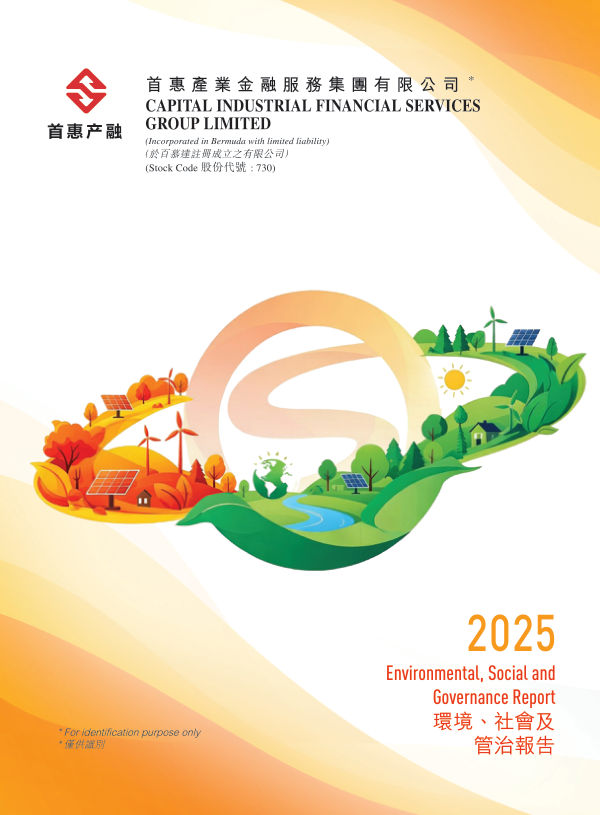 首惠产融
首惠產業金融服務集團有限公司*
CAPITAL INDUSTRIAL FINANCIAL SERVICES
GROUP LIMITED
(Incorporated in Bermuda with limited liability)
(於百慕達註冊成立之有限公司)
(Stock Code 股份代號 : 730)
2025
Environmental, Social and
Governance Report
環境、社會及
管治報告
* For identification purpose only
* 僅供識別